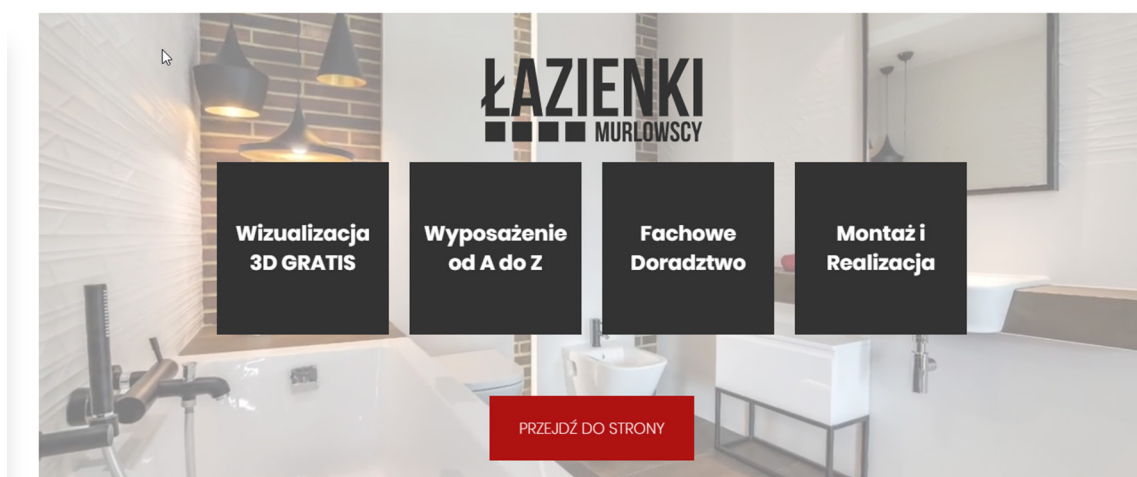 ŁAZIENKI
MURLOWSCY
Wizualizacja
3D GRATIS
Wyposażenie
od A do Z
Fachowe
Doradztwo
Montaż i
Realizacja
PRZEJDŹ DO STRONY